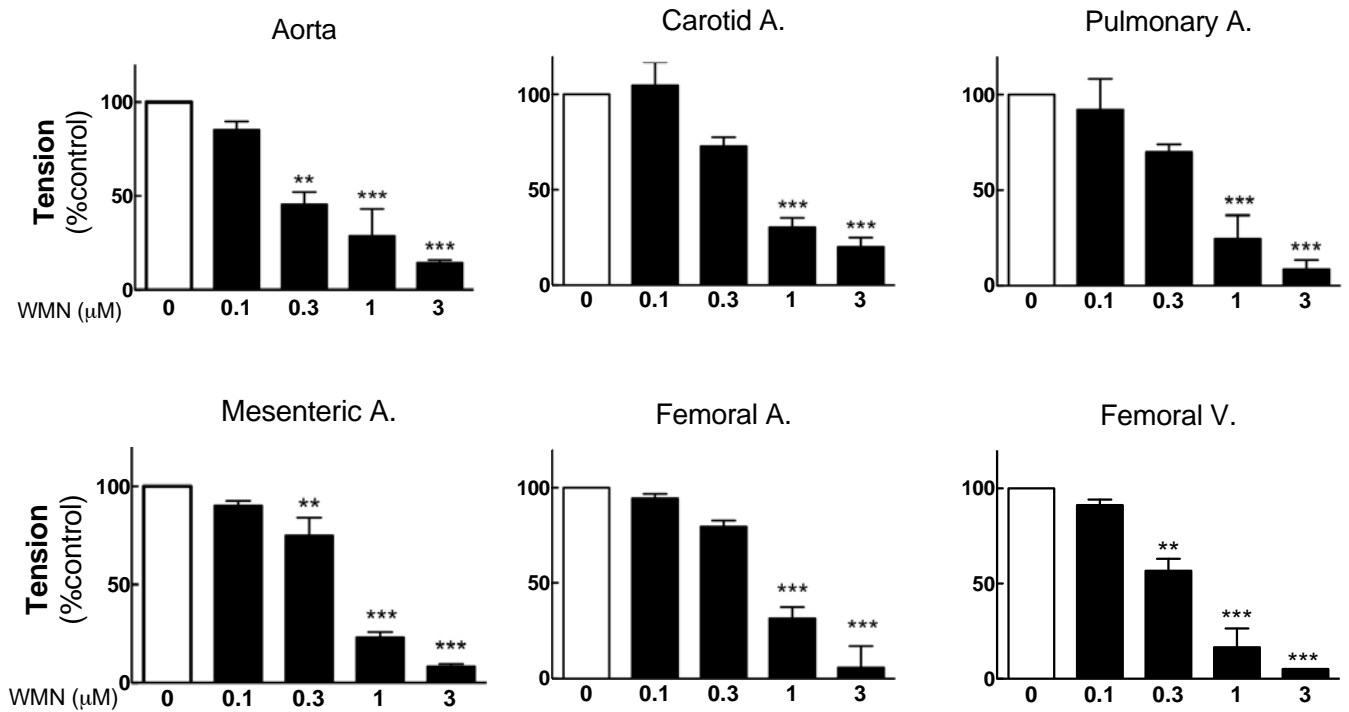 Aorta
Carotid A.
Pulmonary A.
Tension
(%control)
100
50
0
**
***
***
WMN (μM)
0 0.1 0.3 1 3
100
50
0
***
***
0 0.1 0.3 1 3
100
50
0
***
***
0 0.1 0.3 1 3
Mesenteric A.
Femoral A.
Femoral V.
Tension
(%control)
100
50
0
**
***
***
WMN (μM)
0 0.1 0.3 1 3
100
50
0
***
***
0 0.1 0.3 1 3
100
50
0
**
***
***
0 0.1 0.3 1 3